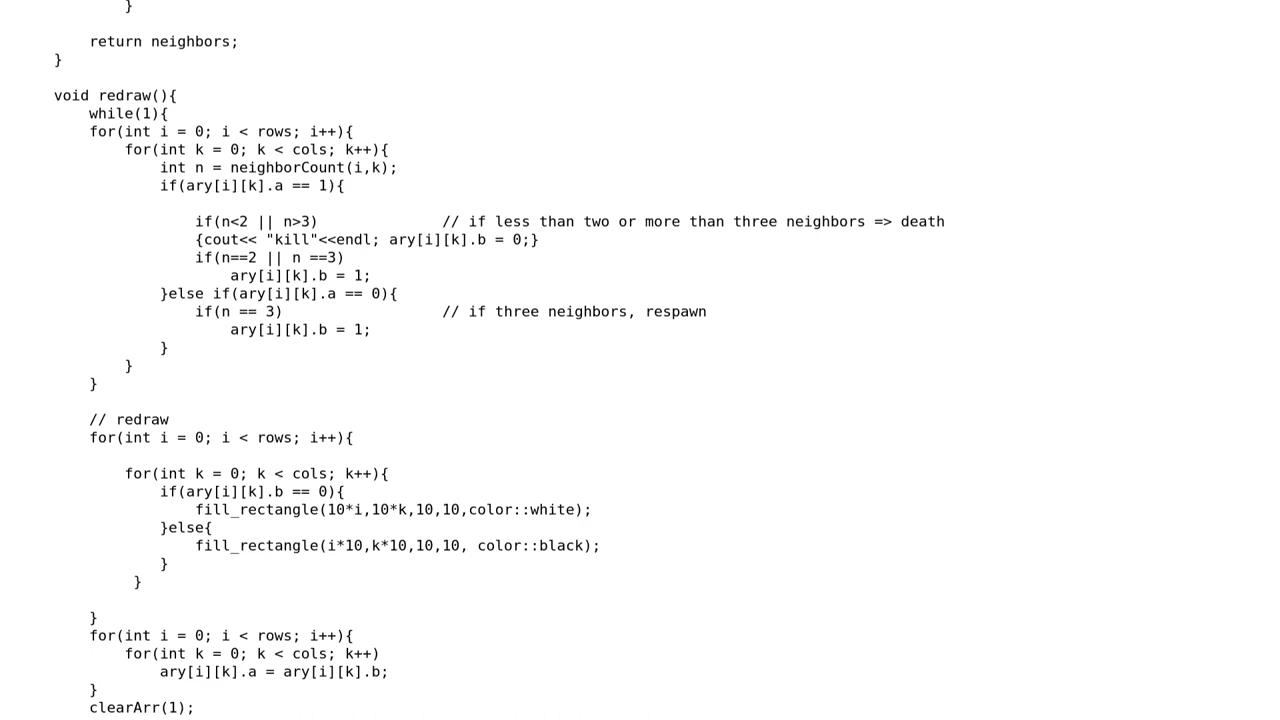 }
return neighbors;
}
void redraw(){
while(1){
for(int i = 0; i < rows; i++){
for(int k = 0; k < cols; k++){
int n = neighborCount(i,k);
if(ary[i][k].a == 1){
if(n<2 || n>3) // if less than two or more than three neighbors => death
{cout<< "kill"<<endl; ary[i][k].b = 0;}
if(n==2 || n ==3)
ary[i][k].b = 1;
}else if(ary[i][k].a == 0){
if(n == 3) // if three neighbors, respawn
ary[i][k].b = 1;
}
}
}
// redraw
for(int i = 0; i < rows; i++){
for(int k = 0; k < cols; k++){
if(ary[i][k].b == 0){
fill_rectangle(10*i,10*k,10,10,color::white);
}else{
fill_rectangle(i*10,k*10,10,10, color::black);
}
}
}
for(int i = 0; i < rows; i++){
for(int k = 0; k < cols; k++)
ary[i][k].a = ary[i][k].b;
}
clearArr(1);